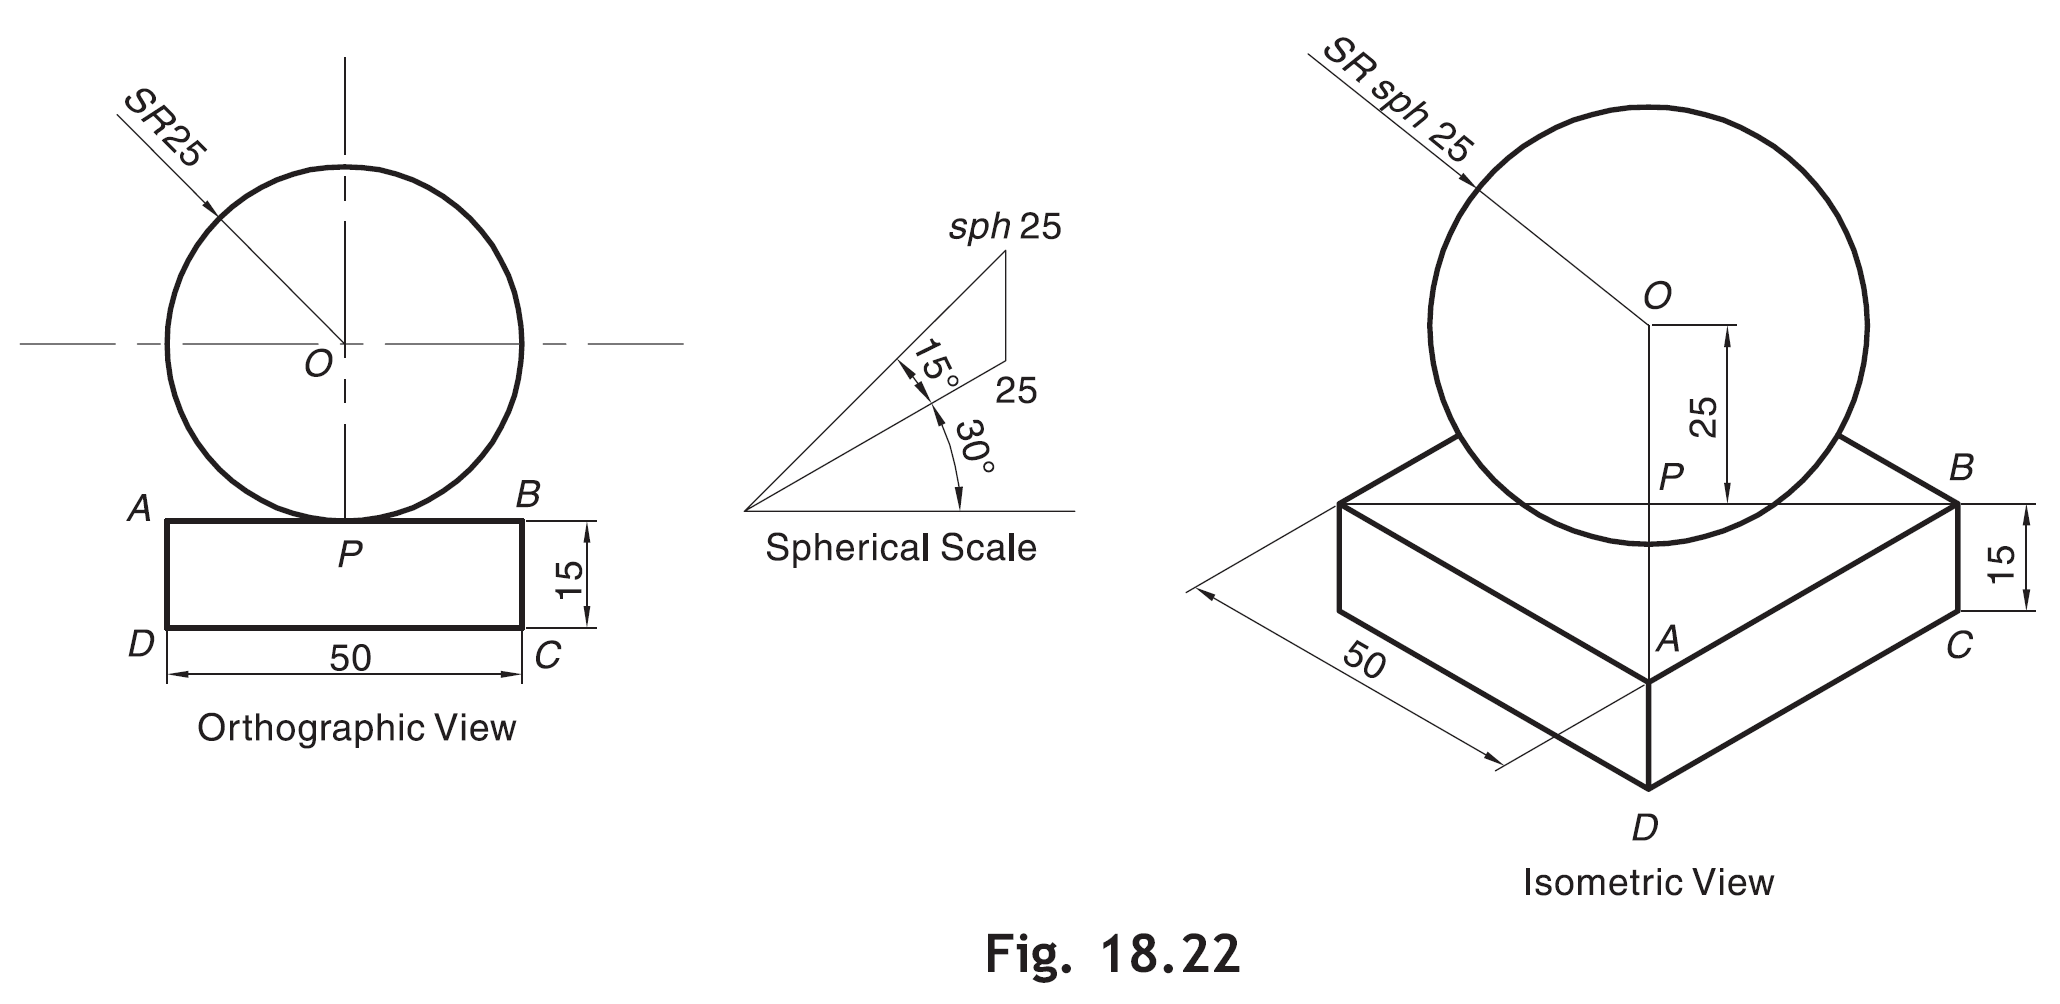 SR25
O
A
B
P
15
D
C
50
Orthographic View
sph 25
15°
25
30°
Spherical Scale
SR sph 25
O
25
P
B
15
A
C
50
D
Isometric View
Fig. 18.22